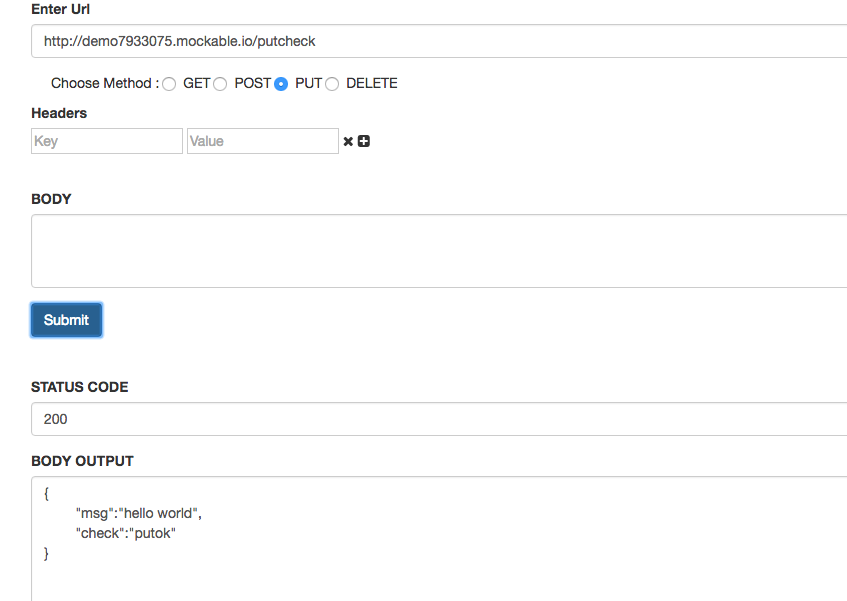 Enter Url
http://demo7933075.mockable.io/putcheck
Choose Method : GET POST PUT DELETE
Headers
Key Value
BODY
Submit
STATUS CODE
200
BODY OUTPUT
{
"msg":"hello world",
"check":"putok"
}